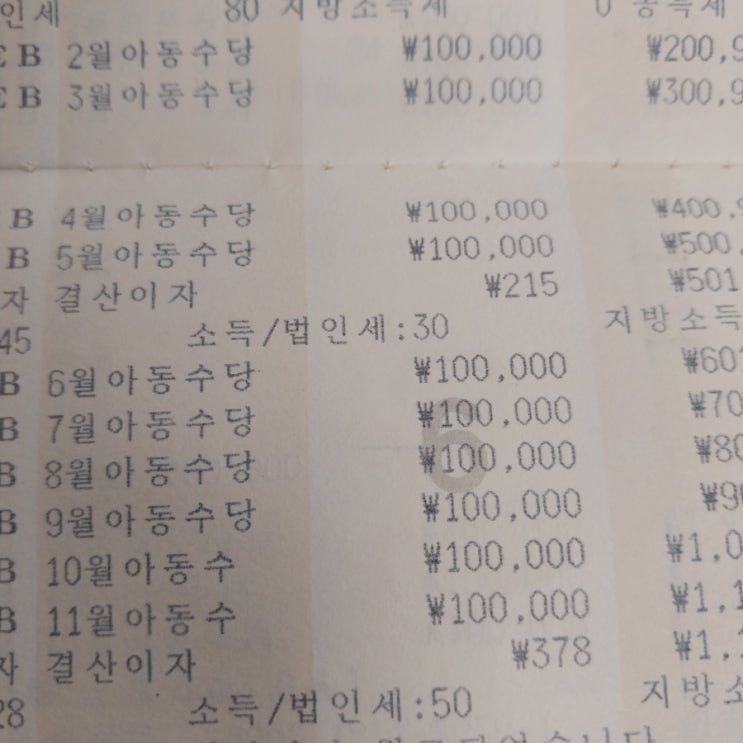 인세 80 지방소득세 0 총득세
B 2월아동수당 ₩100,000 ₩200,9
B 3월아동수당 ₩100,000 ₩300,9
B 4월아동수당 ₩100,000 ₩400,9
B 5월아동수당 ₩100,000 ₩500,
자 결산이자 ₩215 ₩501
45 소득/법인세:30 지방소득
B 6월아동수당 ₩100,000 ₩601
B 7월아동수당 ₩100,000 ₩70
B 8월아동수당 ₩100,000 ₩80
B 9월아동수당 ₩100,000 ₩90
B 10월아동수 ₩100,000 ₩1,0
B 11월아동수 ₩100,000 ₩1,1
자 결산이자 ₩378 ₩1,1
28 소득/법인세:50 지방소